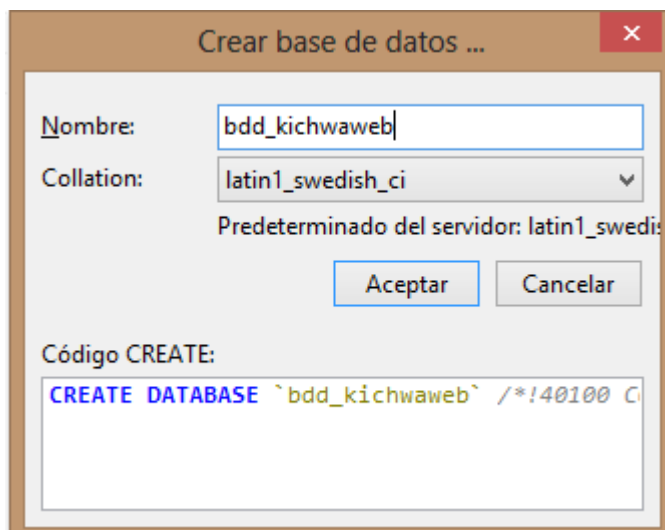 Crear base de datos ...
Nombre: bdd_kichwaweb
Collation: latin1_swedish_ci
Predeterminado del servidor: latin1_swedis
Aceptar Cancelar
Código CREATE:
CREATE DATABASE `bdd_kichwaweb` /*!40100 C